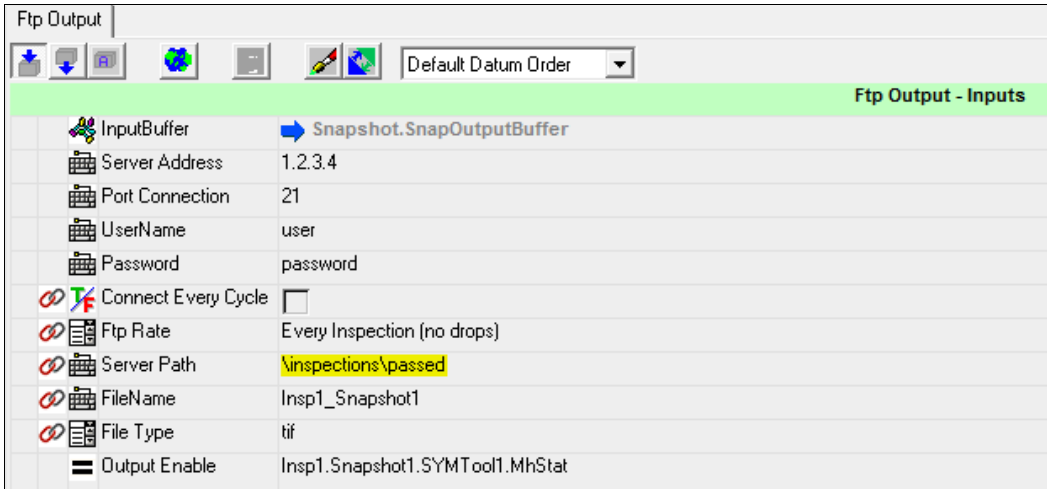 Ftp Output
A
Default Datum Order
Ftp Output - Inputs
InputBuffer Snapshot.SnapOutputBuffer
Server Address 1.2.3.4
Port Connection 21
UserName user
Password password
T/F Connect Every Cycle
Ftp Rate Every Inspection (no drops)
Server Path \inspections\passed
FileName Insp1_Snapshot1
File Type tif
Output Enable Insp1.Snapshot1.SYMTool1.MhStat